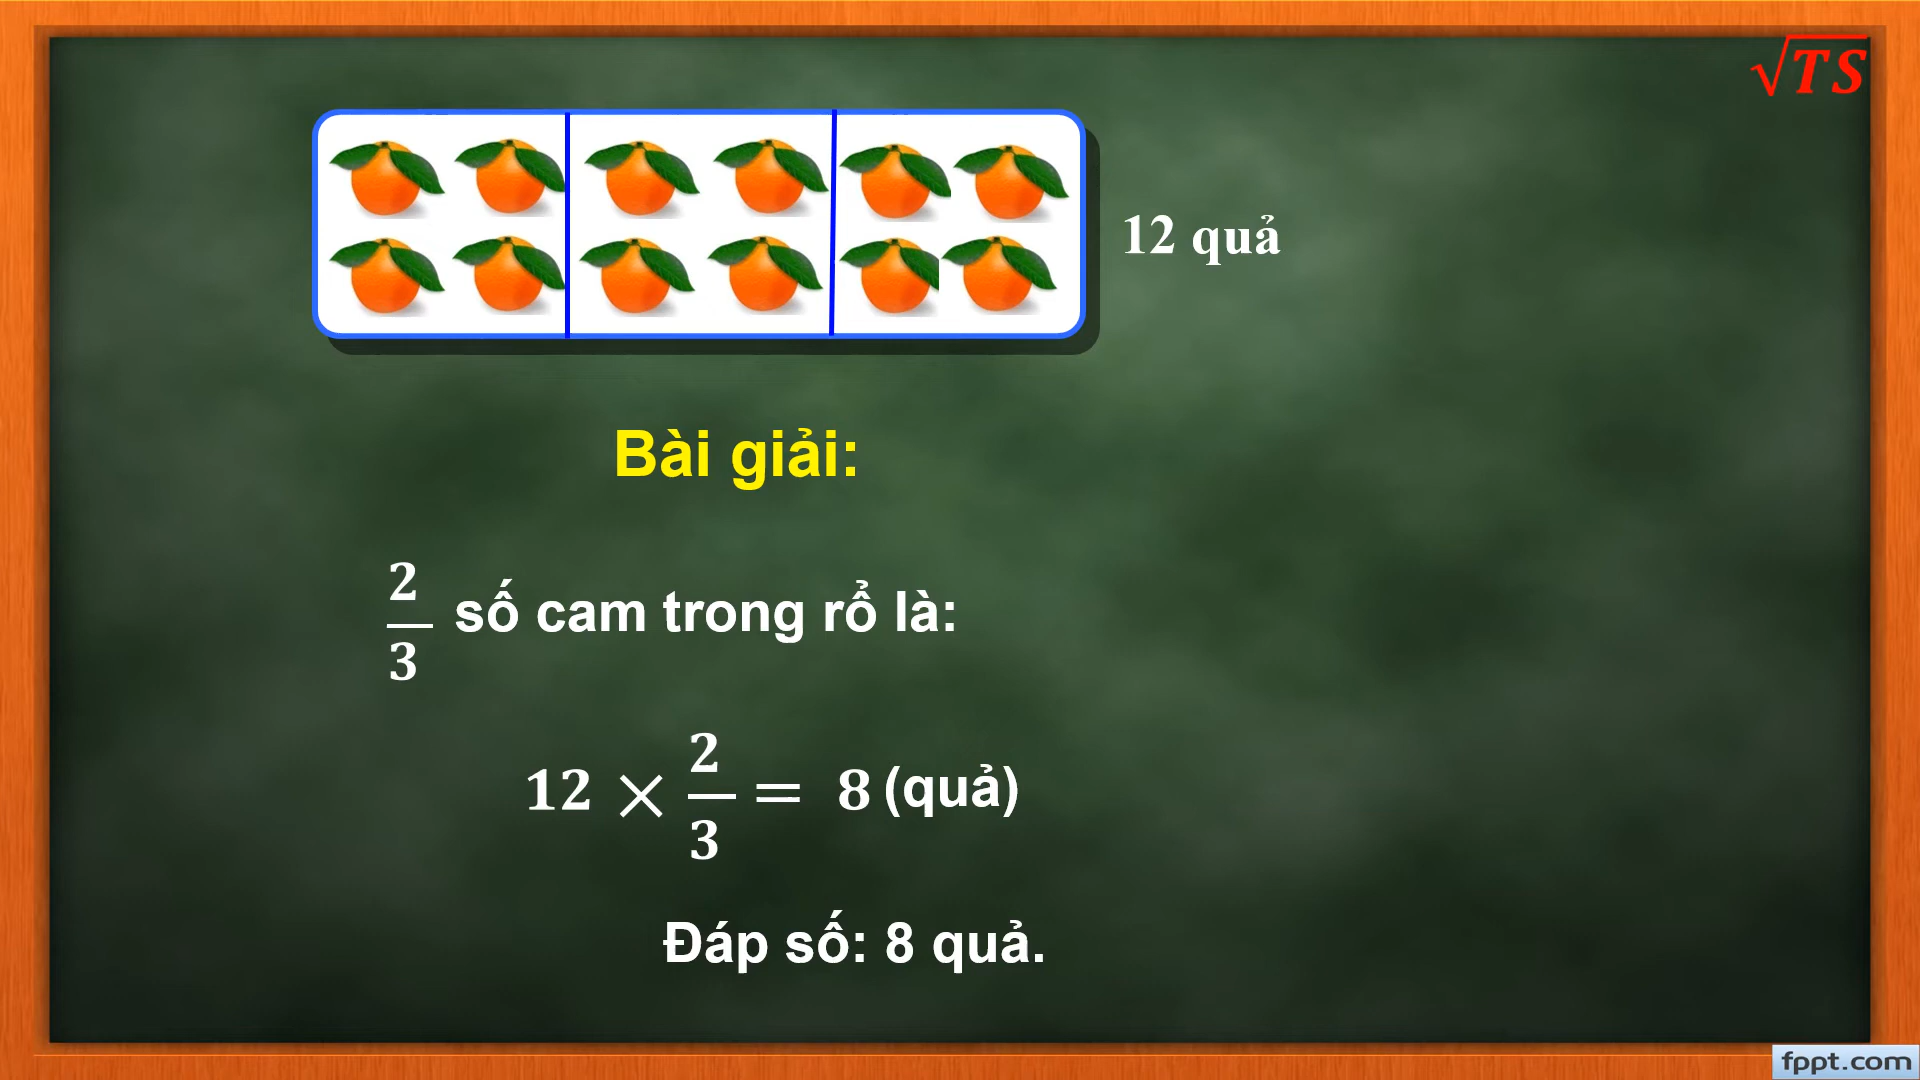 √TS
12 quả
Bài giải:
2/3 số cam trong rổ là:
12 × 2/3 = 8 (quả)
Đáp số: 8 quả.
fppt.com